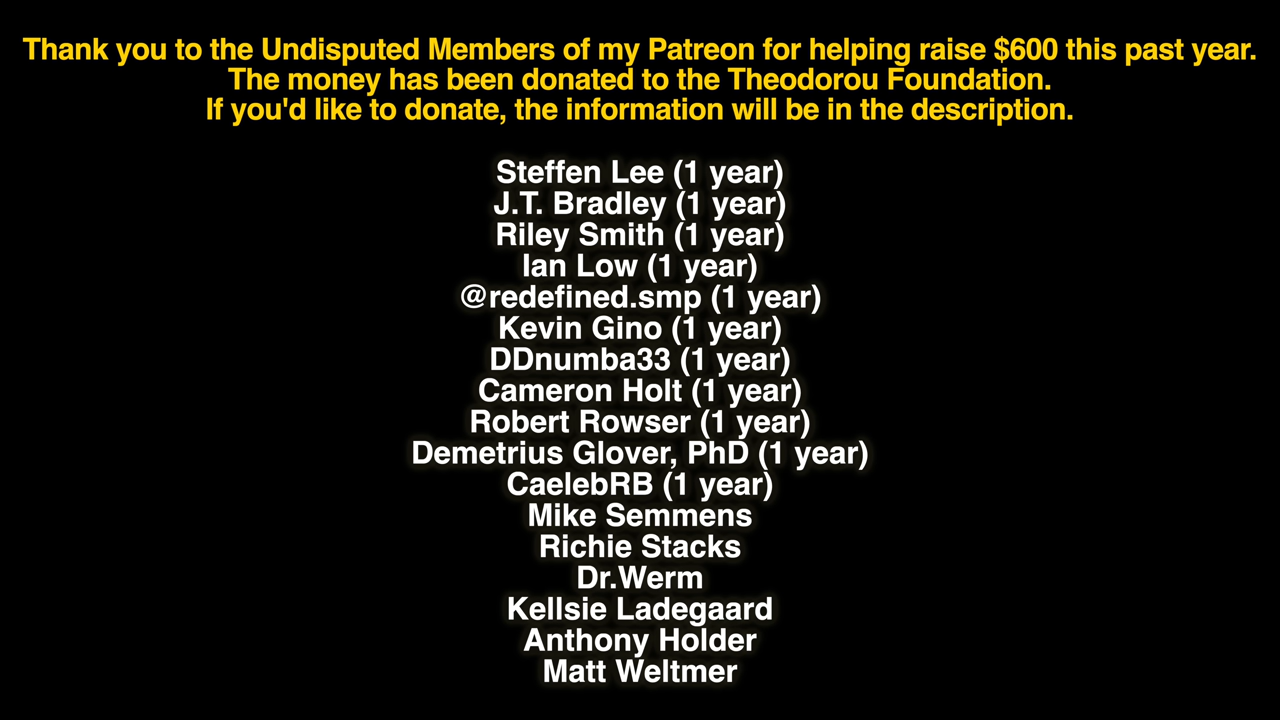 Thank you to the Undisputed Members of my Patreon for helping raise $600 this past year.
The money has been donated to the Theodorou Foundation.
If you'd like to donate, the information will be in the description.
Steffen Lee (1 year)
J.T. Bradley (1 year)
Riley Smith (1 year)
Ian Low (1 year)
@redefined.smp (1 year)
Kevin Gino (1 year)
DDnumba33 (1 year)
Cameron Holt (1 year)
Robert Rowser (1 year)
Demetrius Glover, PhD (1 year)
CaelebRB (1 year)
Mike Semmens
Richie Stacks
Dr.Werm
Kellsie Ladegaard
Anthony Holder
Matt Weltmer